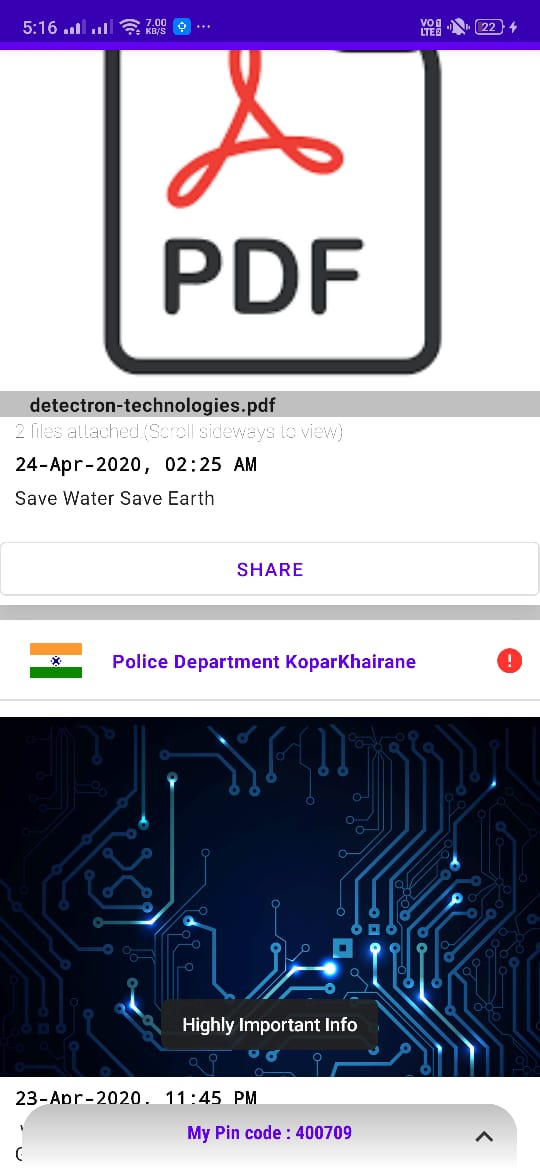 5:16 7.00 KB/S ... VO LTE 22
PDF
detectron-technologies.pdf
2 files attached.(Scroll sideways to view)
24-Apr-2020, 02:25 AM
Save Water Save Earth
SHARE
Police Department KoparKhairane
Highly Important Info
23-Apr-2020, 11:45 PM
My Pin code : 400709